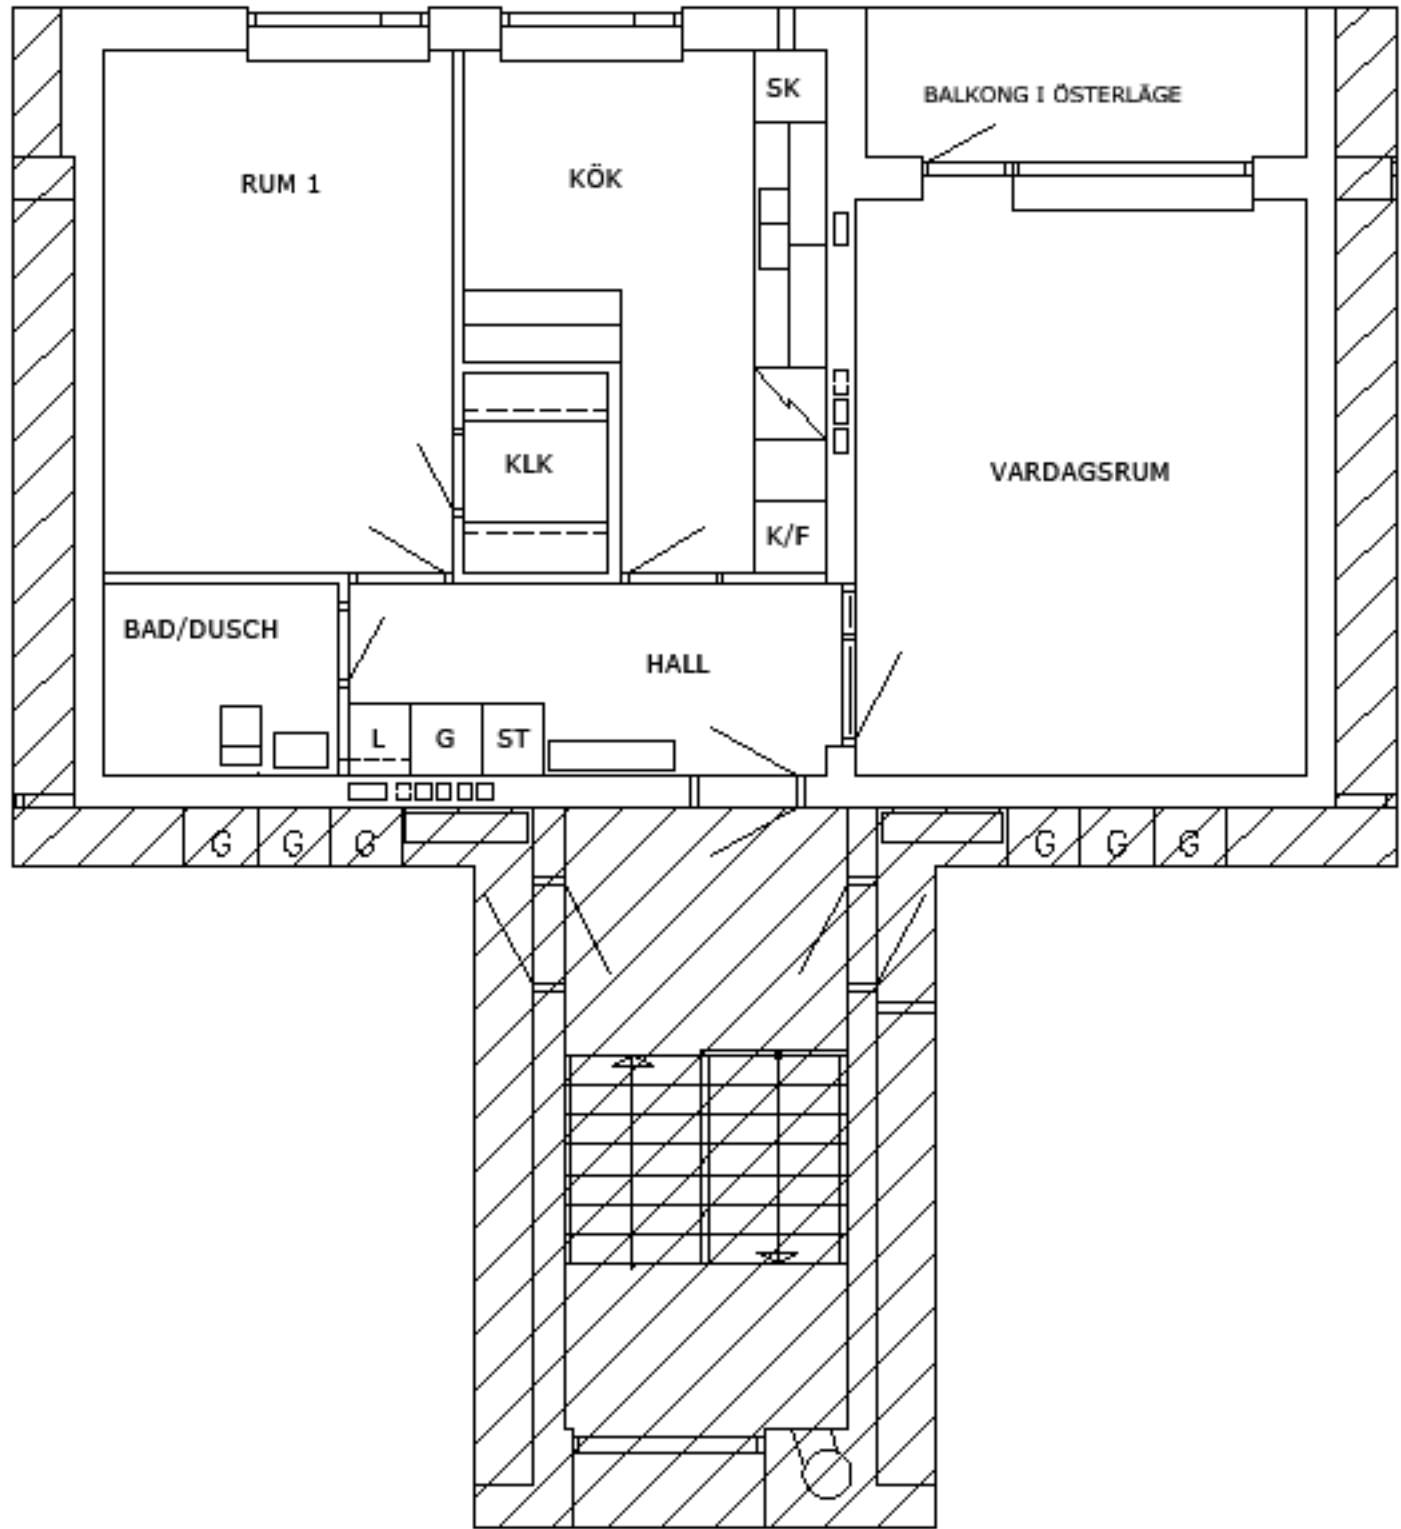 SK
BALKONG I ÖSTERLÄGE
RUM 1
KÖK
KLK
VARDAGSRUM
K/F
BAD/DUSCH
HALL
L
G
ST
G
G
G
G
G
G